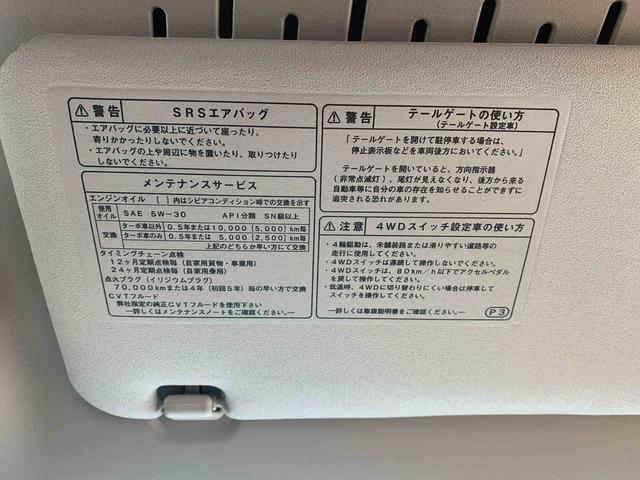 ⚠警告 SRSエアバッグ
・エアバッグに必要以上に近づいて座ったり、
寄りかかったりしないでください。
・エアバッグの上や周辺に物を置いたり、取りつけたり
しないでください。
メンテナンスサービス
エンジンオイル [ ]内はシビアコンディション時での交換を示す
使用オイル SAE 5W-30 API分類 SN級以上
交換 ターボ車以外 0.5年または10,000 [5,000] km毎
ターボ車のみ 0.5年または 5,000 [2,500] km毎
上記のどちらか早い方にて交換
タイミングチェーン点検
12ヶ月定期点検毎(自家用貨物・事業用)
24ヶ月定期点検毎(自家用乗用)
点火プラグ(イリジウムプラグ)
70,000kmまたは4年(初回5年)毎の早い方で交換
CVTフルード
弊社指定の純正CVTフルードを使用下さい
―詳しくはメンテナンスノートをご確認ください。―
⚠警告 テールゲートの使い方
(テールゲート設定車)
「テールゲートを開けて駐停車する場合は、
停止表示板などを車両後方においてください。」
テールゲートを開いていると、方向指示器
(非常点滅灯)、尾灯が見えなくなり、後方から来る
自動車等に自分の車の存在を知らせることができずに
追突される恐れがあります。
⚠注意 4WDスイッチ設定車の使い方
・4輪駆動は、未舗装路または滑りやすい道路等の
走行に使用してください。
・4WDスイッチは連続して操作しないでください。
・4WDスイッチは、80km/h以下でアクセルペダル
を戻して操作してください。
・低温時、4WDに切り替わりにくい場合は停車して
スイッチを操作してください。
―詳しくは取扱説明書をご確認ください。― P3